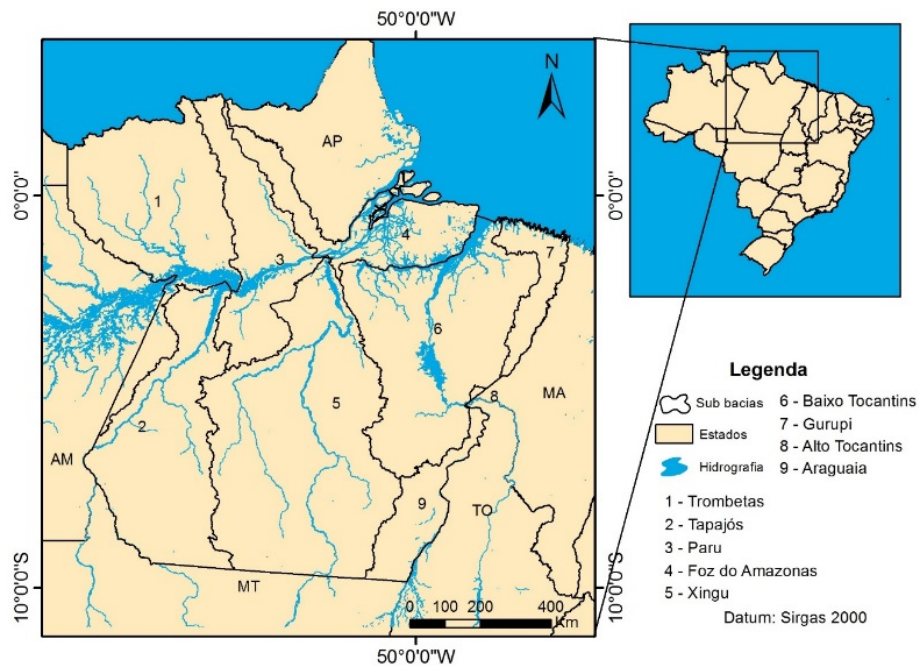 50°0'0"W
N
0°0'0"
0°0'0"
AP
1
4
3
7
6
MA
8
5
2
AM
9
TO
MT
10°0'0"S
10°0'0"S
0 100 200 400
Km
50°0'0"W
Legenda
Sub bacias
Estados
Hidrografia
6 - Baixo Tocantins
7 - Gurupi
8 - Alto Tocantins
9 - Araguaia
1 - Trombetas
2 - Tapajós
3 - Paru
4 - Foz do Amazonas
5 - Xingu
Datum: Sirgas 2000